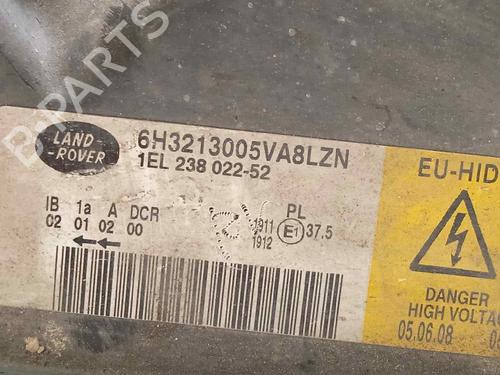 B-PARTS
LAND
-ROVER
6H3213005VA8LZN
1EL 238 022-52
EU-HID
IB 1a A DCR
02 01 02 00
PL
1911 E1 37.5
1912
DANGER
HIGH VOLTAG
05.06.08